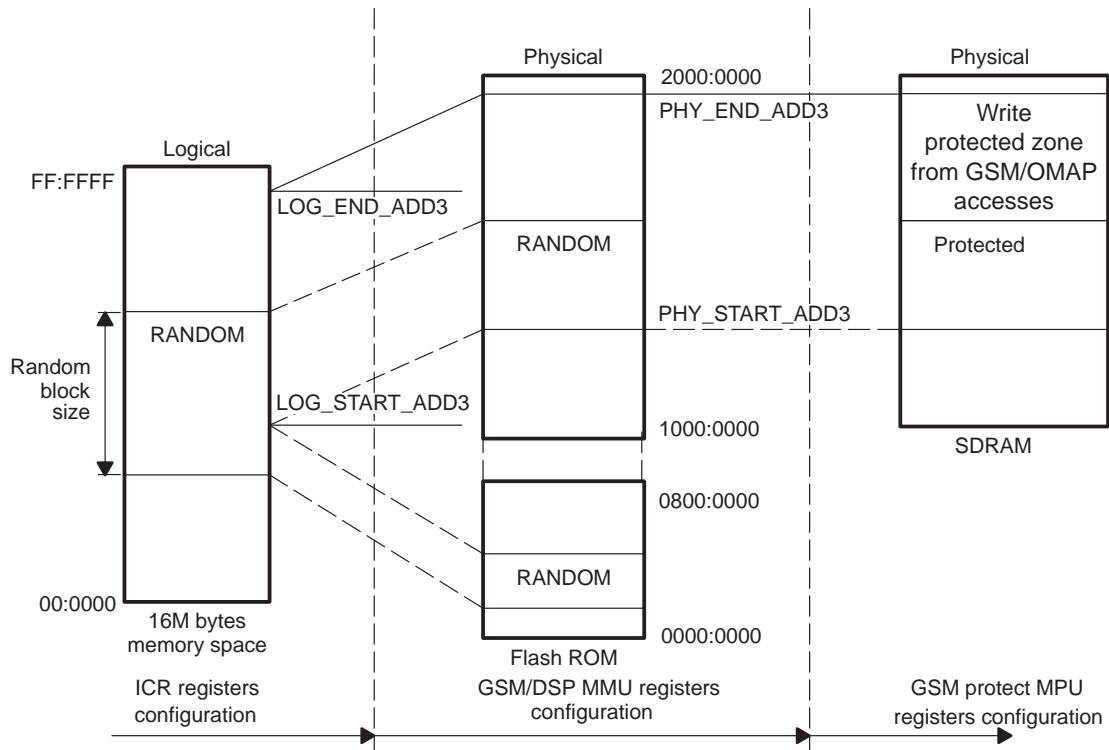 Physical
Physical
2000:0000
PHY_END_ADD3
Write
protected zone
from GSM/OMAP
accesses
Logical
FF:FFFF
LOG_END_ADD3
RANDOM
Protected
PHY_START_ADD3
RANDOM
Random
block
size
LOG_START_ADD3
1000:0000
SDRAM
0800:0000
RANDOM
00:0000
16M bytes
memory space
0000:0000
Flash ROM
ICR registers
configuration
GSM/DSP MMU registers
configuration
GSM protect MPU
registers configuration